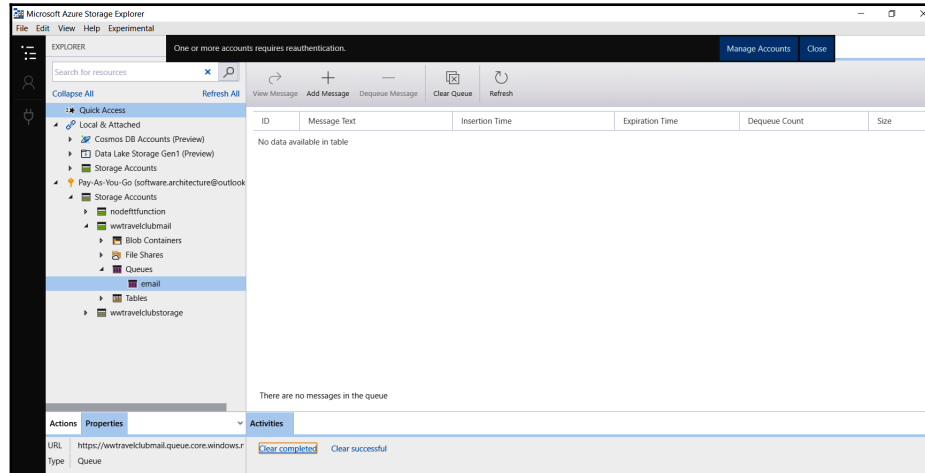 Microsoft Azure Storage Explorer
File Edit View Help Experimental
EXPLORER
One or more accounts requires reauthentication.
Manage Accounts Close
Search for resources
Collapse All Refresh All
View Message Add Message Dequeue Message Clear Queue Refresh
Quick Access
Local & Attached
Cosmos DB Accounts (Preview)
Data Lake Storage Gen1 (Preview)
Storage Accounts
Pay-As-You-Go (software.architecture@outlook
Storage Accounts
nodefttfunction
wwtravelclubmail
Blob Containers
File Shares
Queues
email
Tables
wwtravelclubstorage
ID Message Text Insertion Time Expiration Time Dequeue Count Size
No data available in table
There are no messages in the queue
Actions Properties
URL https://wwtravelclubmail.queue.core.windows.r
Type Queue
Activities
Clear completed Clear successful